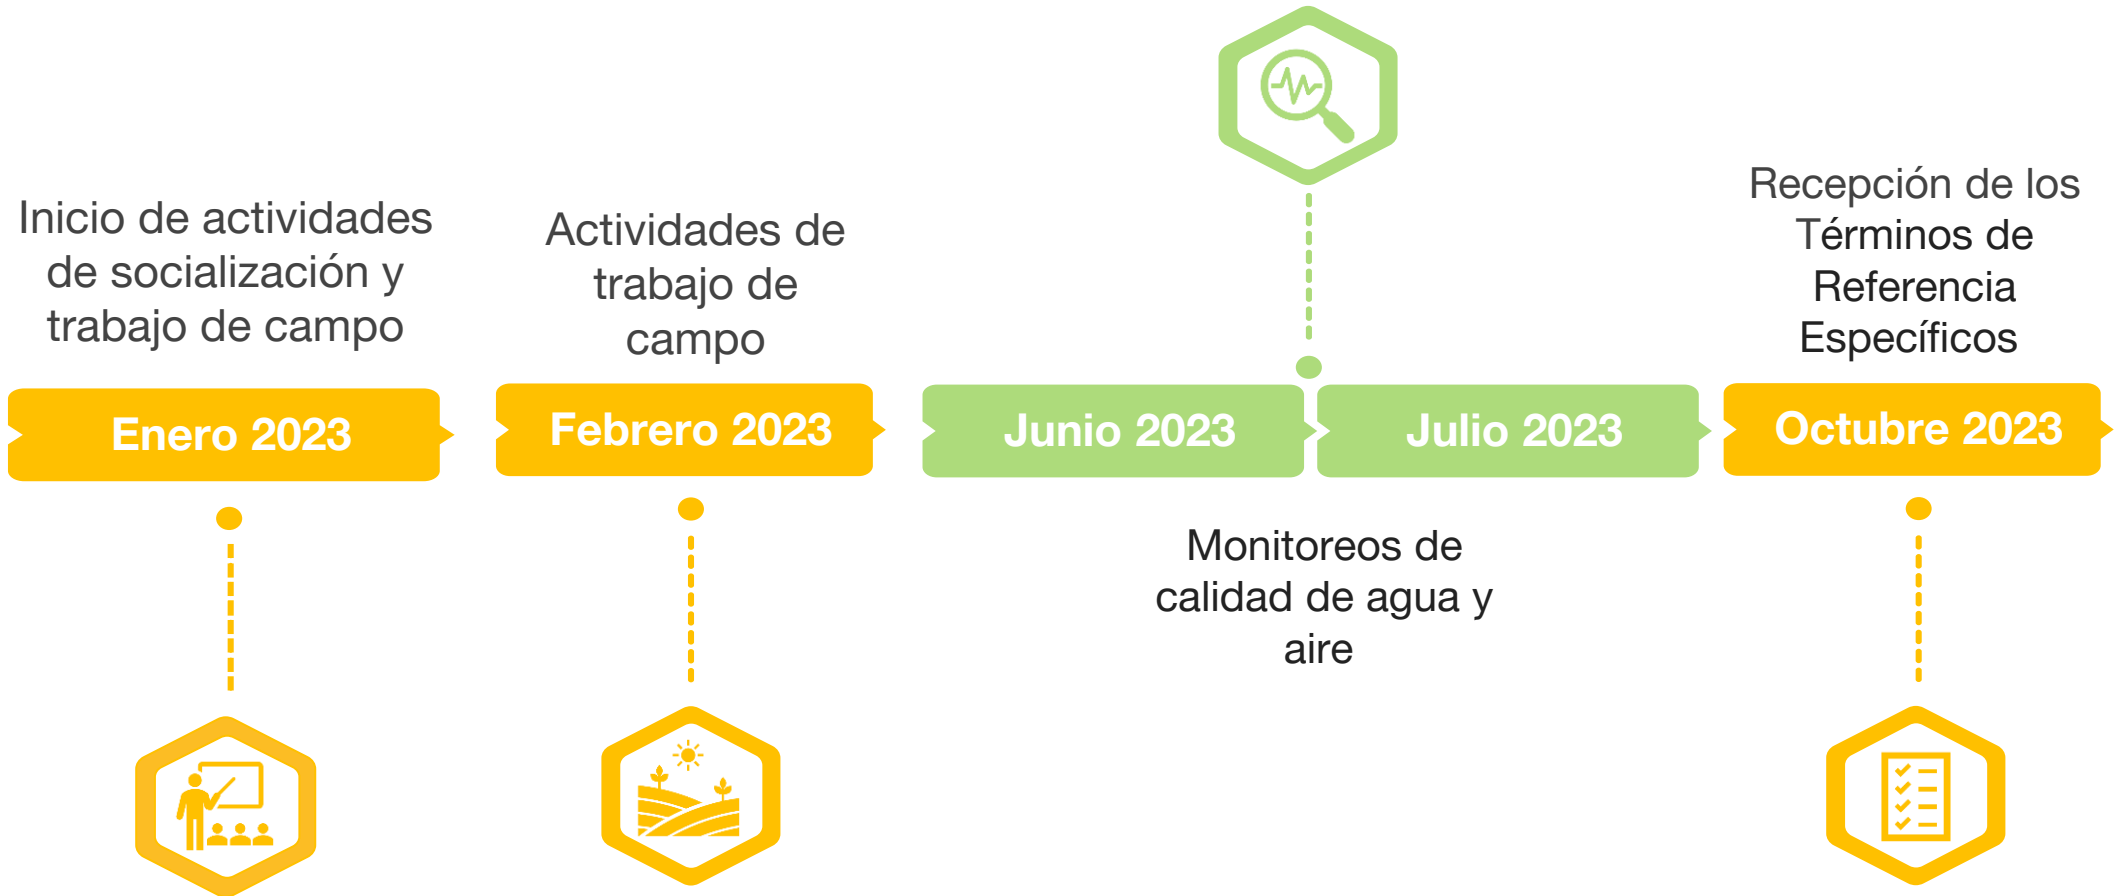 Inicio de actividades
de socialización y
trabajo de campo
Enero 2023
Actividades de
trabajo de
campo
Febrero 2023
Junio 2023
Julio 2023
Monitoreos de
calidad de agua y
aire
Recepción de los
Términos de
Referencia
Específicos
Octubre 2023